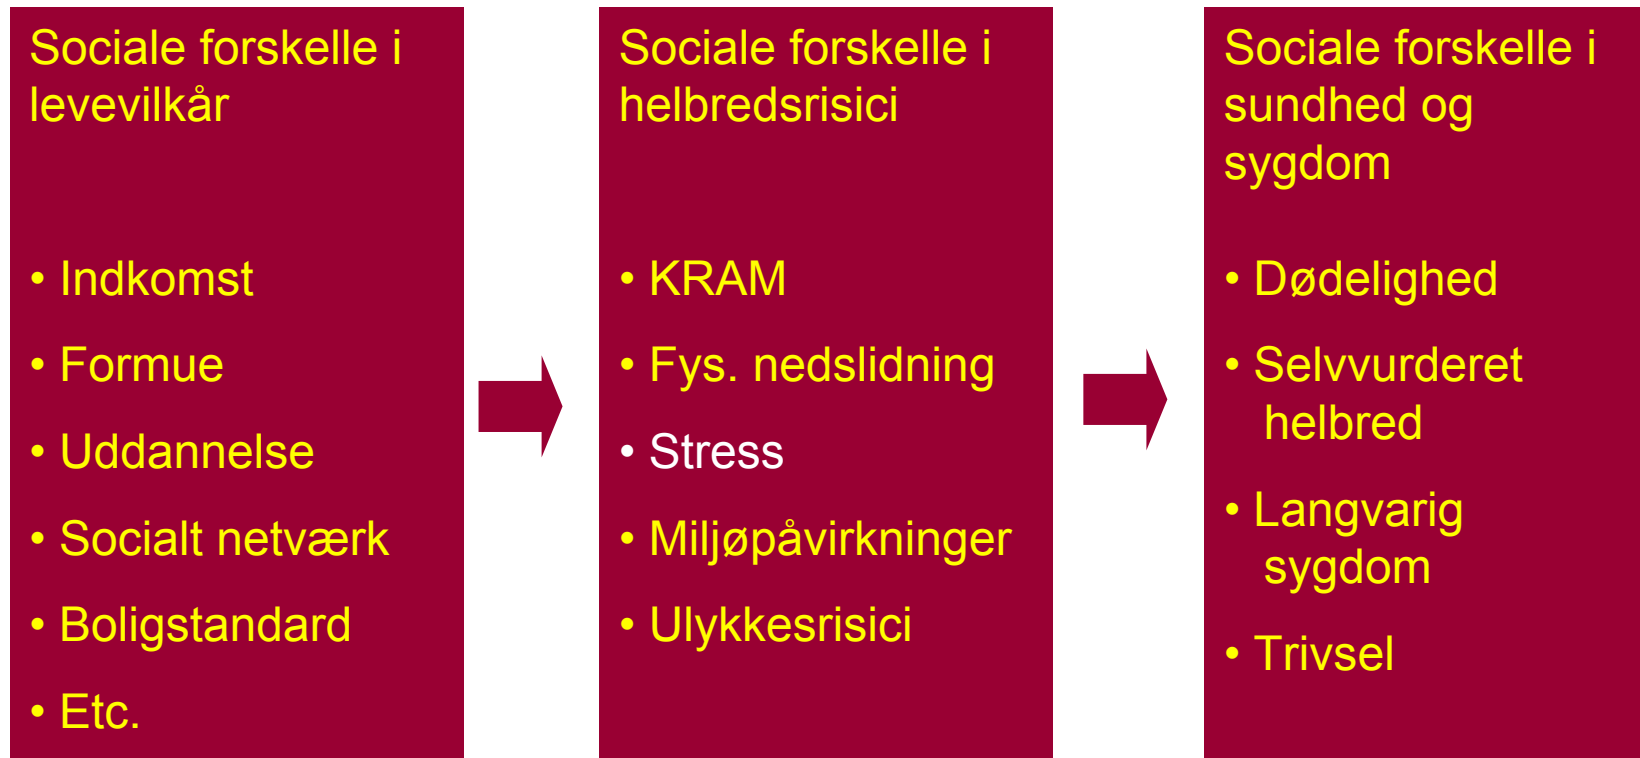 Sociale forskelle i
levevilkår
• Indkomst
• Formue
• Uddannelse
• Socialt netværk
• Boligstandard
• Etc.
Sociale forskelle i
helbredsrisici
• KRAM
• Fys. nedslidning
• Stress
• Miljøpåvirkninger
• Ulykkesrisici
Sociale forskelle i
sundhed og
sygdom
• Dødelighed
• Selvvurderet
helbred
• Langvarig
sygdom
• Trivsel